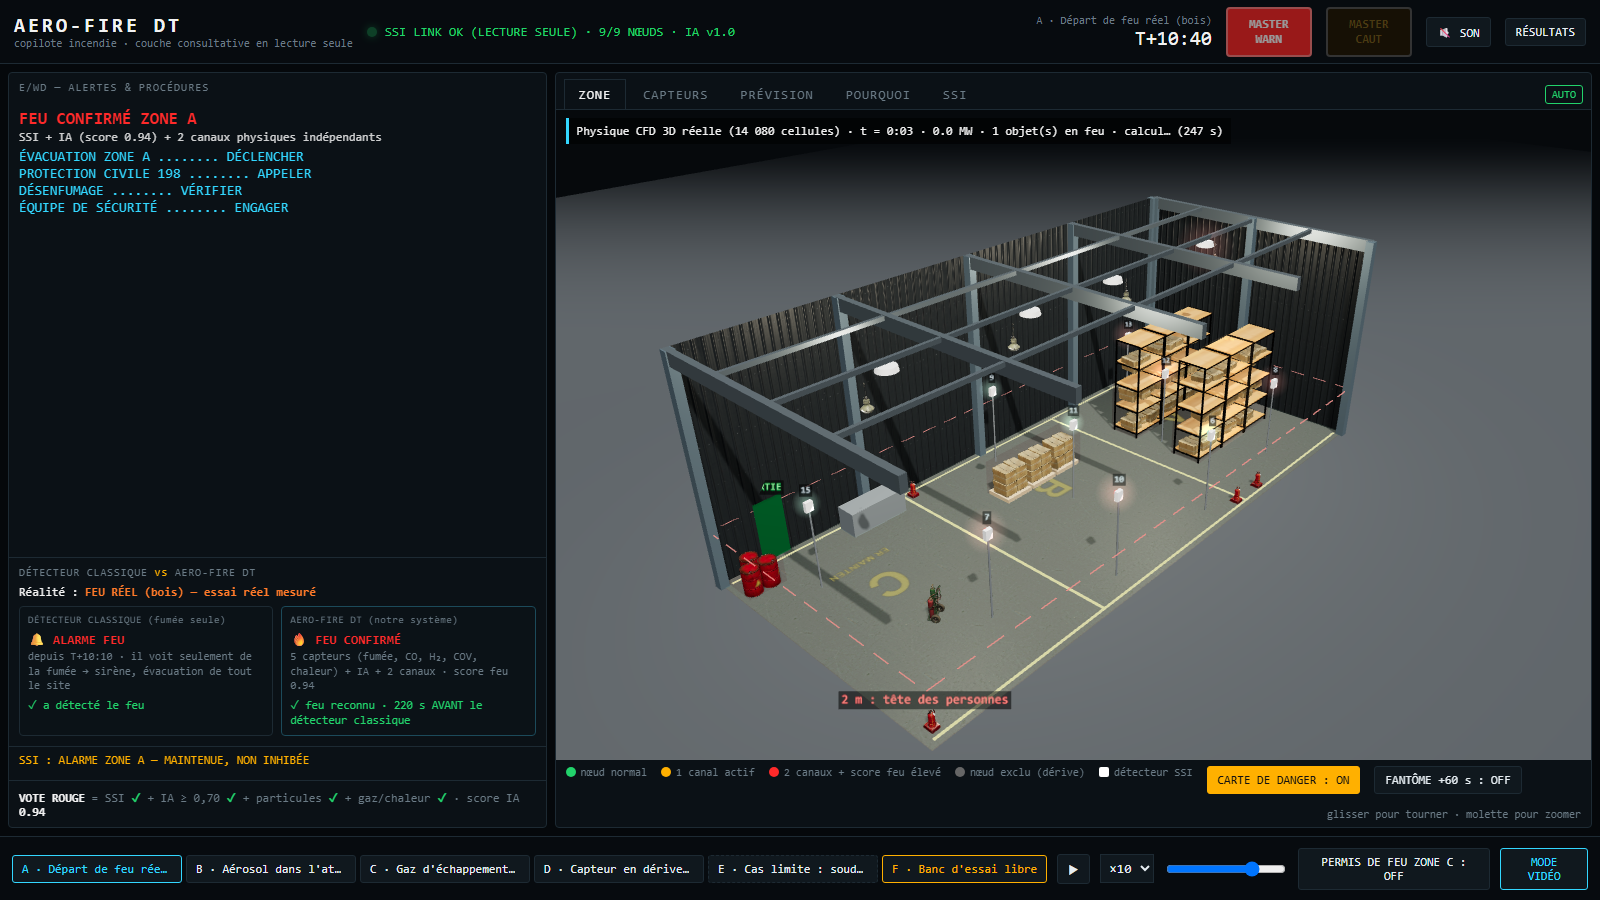 AERO-FIRE DT
copilote incendie · couche consultative en lecture seule
SSI LINK OK (LECTURE SEULE) · 9/9 NŒUDS · IA v1.0
A · Départ de feu réel (bois)
T+10:40
MASTER
WARN
MASTER
CAUT
SON
RÉSULTATS
E/WD — ALERTES & PROCÉDURES
FEU CONFIRMÉ ZONE A
SSI + IA (score 0.94) + 2 canaux physiques indépendants
ÉVACUATION ZONE A ........ DÉCLENCHER
PROTECTION CIVILE 198 ........ APPELER
DÉSENFUMAGE ........ VÉRIFIER
ÉQUIPE DE SÉCURITÉ ........ ENGAGER
DÉTECTEUR CLASSIQUE vs AERO-FIRE DT
Réalité : FEU RÉEL (bois) — essai réel mesuré
DÉTECTEUR CLASSIQUE (fumée seule)
ALARME FEU
depuis T+10:10 · il voit seulement de
la fumée → sirène, évacuation de tout
le site
✓ a détecté le feu
AERO-FIRE DT (notre système)
FEU CONFIRMÉ
5 capteurs (fumée, CO, H₂, COV,
chaleur) + IA + 2 canaux · score feu
0.94
✓ feu reconnu · 220 s AVANT le
détecteur classique
SSI : ALARME ZONE A — MAINTENUE, NON INHIBÉE
VOTE ROUGE = SSI ✓ + IA ≥ 0,70 ✓ + particules ✓ + gaz/chaleur ✓ · score IA
0.94
ZONE
CAPTEURS
PRÉVISION
POURQUOI
SSI
AUTO
Physique CFD 3D réelle (14 080 cellules) · t = 0:03 · 0.0 MW · 1 objet(s) en feu · calcul… (247 s)
13
9
11
10
15
7
TIE
B
C
EN MAINTEN
2 m : tête des personnes
nœud normal
1 canal actif
2 canaux + score feu élevé
nœud exclu (dérive)
détecteur SSI
CARTE DE DANGER : ON
FANTÔME +60 s : OFF
glisser pour tourner · molette pour zoomer
A · Départ de feu rée…
B · Aérosol dans l'at…
C · Gaz d'échappement…
D · Capteur en dérive…
E · Cas limite : soud…
F · Banc d'essai libre
x10
PERMIS DE FEU ZONE C :
OFF
MODE
VIDÉO